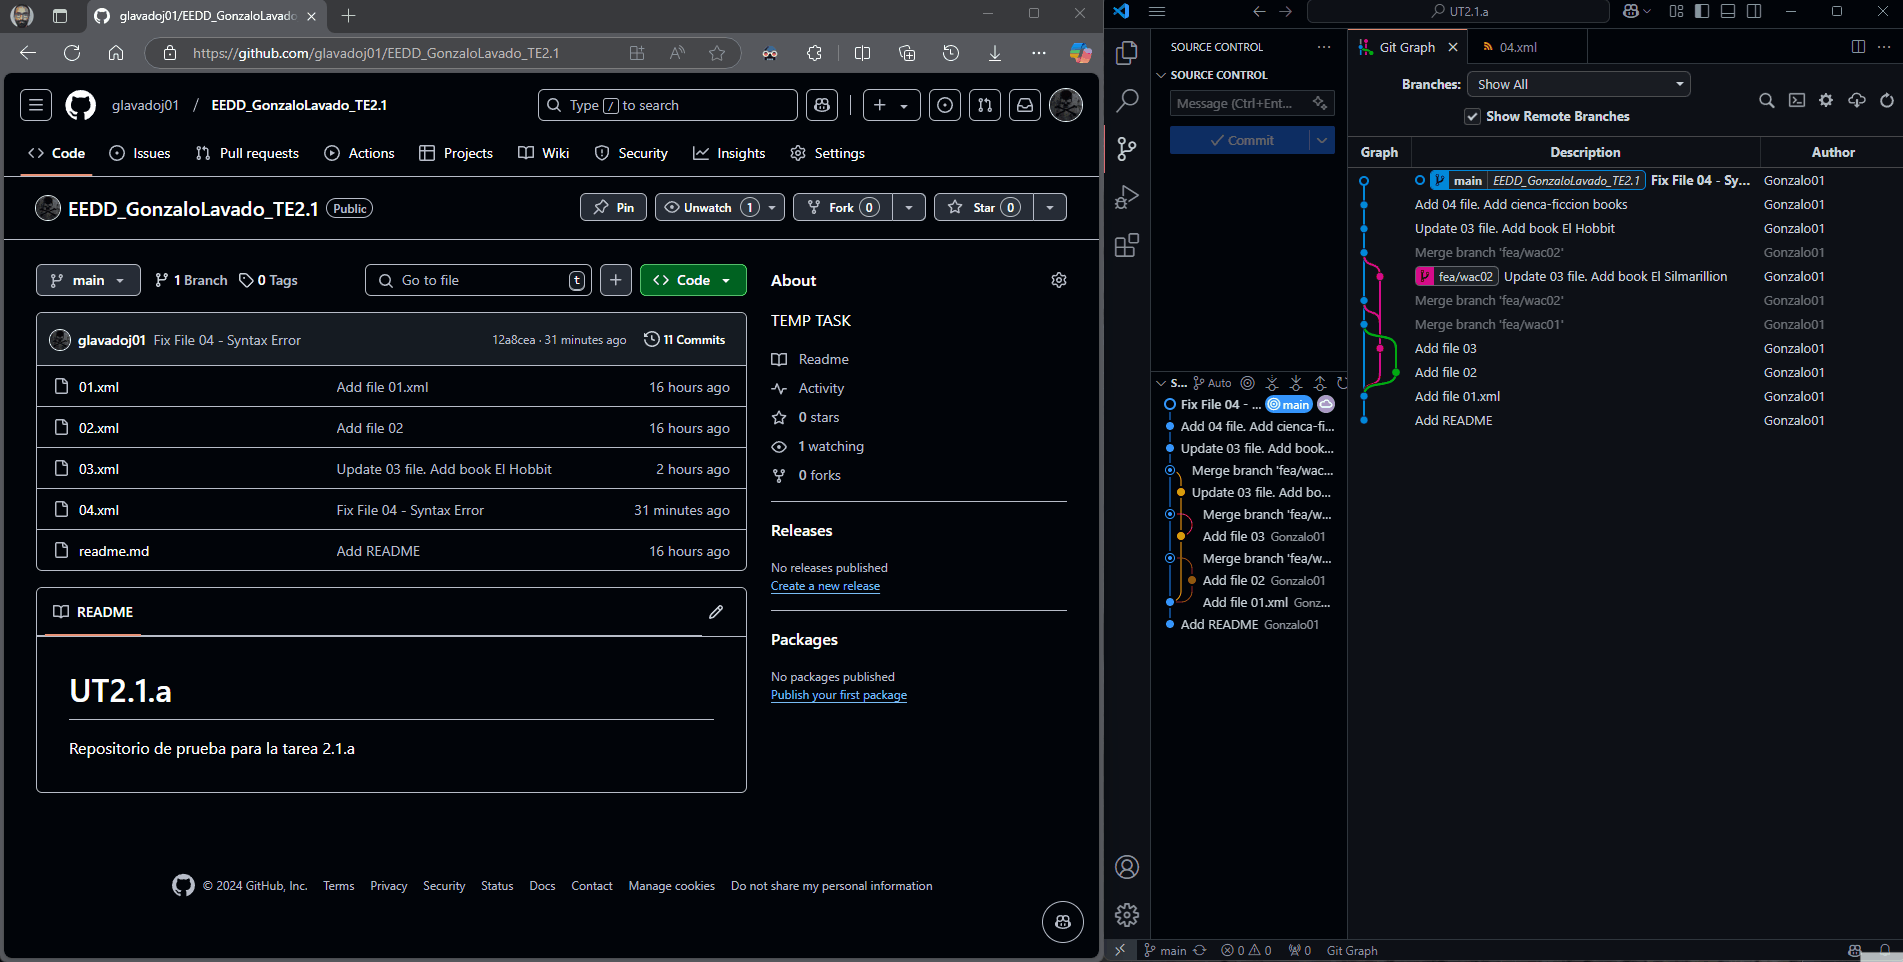 glavadoj01/EEDD_GonzaloLavado
https://github.com/glavadoj01/EEDD_GonzaloLavado_TE2.1
glavadoj01 / EEDD_GonzaloLavado_TE2.1
Type / to search
Code Issues Pull requests Actions Projects Wiki Security Insights Settings
EEDD_GonzaloLavado_TE2.1 Public
Pin Unwatch 1 Fork 0 Star 0
main 1 Branch 0 Tags Go to file t Code
glavadoj01 Fix File 04 - Syntax Error 12a8cea · 31 minutes ago 11 Commits
01.xml Add file 01.xml 16 hours ago
02.xml Add file 02 16 hours ago
03.xml Update 03 file. Add book El Hobbit 2 hours ago
04.xml Fix File 04 - Syntax Error 31 minutes ago
readme.md Add README 16 hours ago
README
UT2.1.a
Repositorio de prueba para la tarea 2.1.a
About
TEMP TASK
Readme
Activity
0 stars
1 watching
0 forks
Releases
No releases published
Create a new release
Packages
No packages published
Publish your first package
© 2024 GitHub, Inc. Terms Privacy Security Status Docs Contact Manage cookies Do not share my personal information
UT2.1.a
SOURCE CONTROL
SOURCE CONTROL
Message (Ctrl+Ent...
Commit
S... Auto
Fix File 04 - ... main
Add 04 file. Add cienca-fi...
Update 03 file. Add book...
Merge branch 'fea/wac...
Update 03 file. Add bo...
Merge branch 'fea/w...
Add file 03 Gonzalo01
Merge branch 'fea/w...
Add file 02 Gonzalo01
Add file 01.xml Gonz...
Add README Gonzalo01
Git Graph 04.xml
Branches: Show All
Show Remote Branches
Graph Description Author
main EEDD_GonzaloLavado_TE2.1 Fix File 04 - Sy... Gonzalo01
Add 04 file. Add cienca-ficcion books Gonzalo01
Update 03 file. Add book El Hobbit Gonzalo01
Merge branch 'fea/wac02' Gonzalo01
fea/wac02 Update 03 file. Add book El Silmarillion Gonzalo01
Merge branch 'fea/wac02' Gonzalo01
Merge branch 'fea/wac01' Gonzalo01
Add file 03 Gonzalo01
Add file 02 Gonzalo01
Add file 01.xml Gonzalo01
Add README Gonzalo01
main 0 0 0 Git Graph